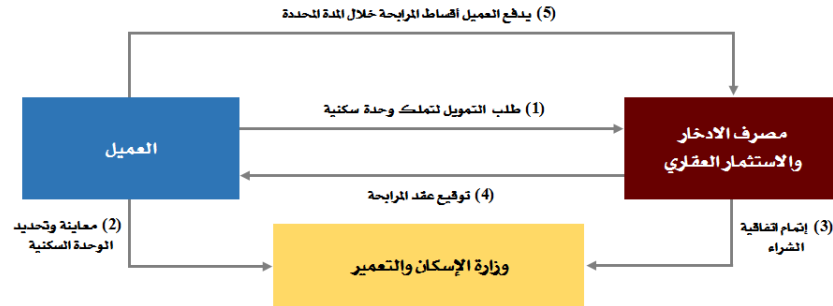 (5) يدفع العميل أقساط المرابحة خلال المدة المحددة
(1) طلب التمويل لتملك وحدة سكنية
مصرف الادخار
والاستثمار العقاري
العميل
(4) توقيع عقد المرابحة
(3) إتمام اتفاقية
الشراء
(2) معاينة وتحديد
الوحدة السكنية
وزارة الإسكان والتعمير